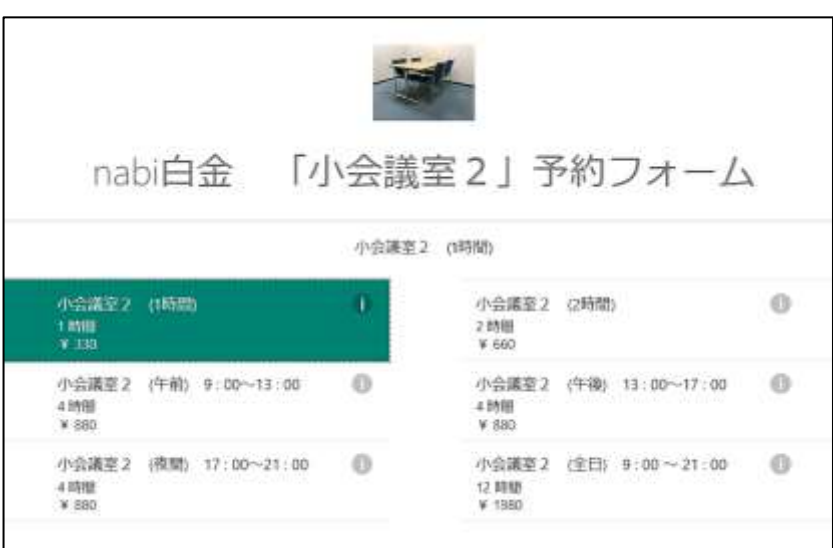 nabi白金　「小会議室２」予約フォーム
小会議室２　(1時間)
小会議室２　(1時間)
1 時間
¥ 330
小会議室２　(2時間)
2 時間
¥ 660
小会議室２　(午前)　9：00～13：00
4 時間
¥ 880
小会議室２　(午後)　13：00～17：00
4 時間
¥ 880
小会議室２　(夜間)　17：00～21：00
4 時間
¥ 880
小会議室２　(全日)　9：00 ～ 21：00
12 時間
¥ 1980